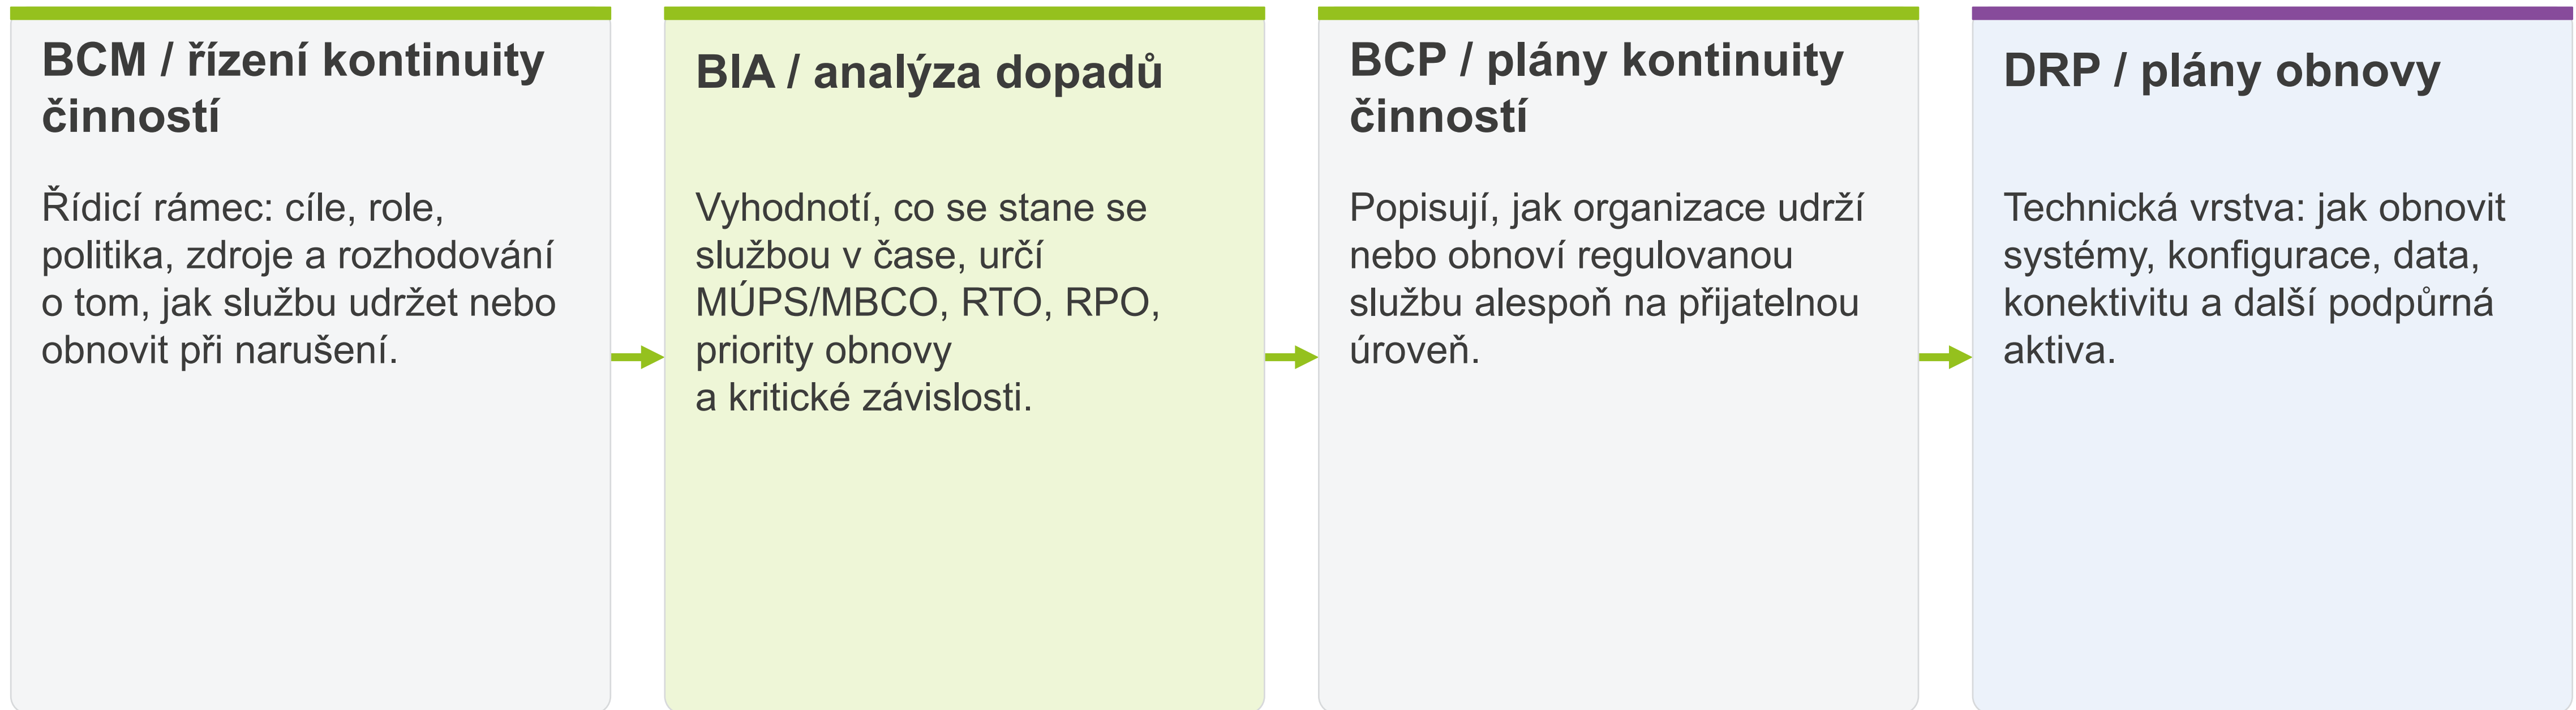 BCM / řízení kontinuity
činností
Řídicí rámec: cíle, role,
politika, zdroje a rozhodování
o tom, jak službu udržet nebo
obnovit při narušení.
BIA / analýza dopadů
Vyhodnotí, co se stane se
službou v čase, určí
MÚPS/MBCO, RTO, RPO,
priority obnovy
a kritické závislosti.
BCP / plány kontinuity
činností
Popisují, jak organizace udrží
nebo obnoví regulovanou
službu alespoň na přijatelnou
úroveň.
DRP / plány obnovy
Technická vrstva: jak obnovit
systémy, konfigurace, data,
konektivitu a další podpůrná
aktiva.